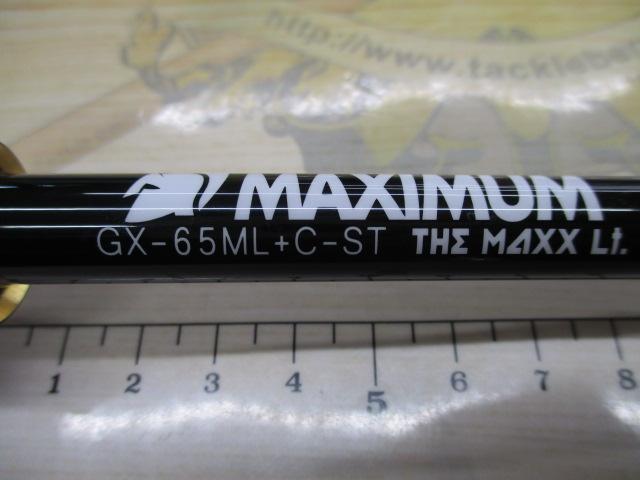 http://www.tacklebe
MAXIMUM
GX-65ML+C-ST THE MAXX Lt.
1 2 3 4 5 6 7 8